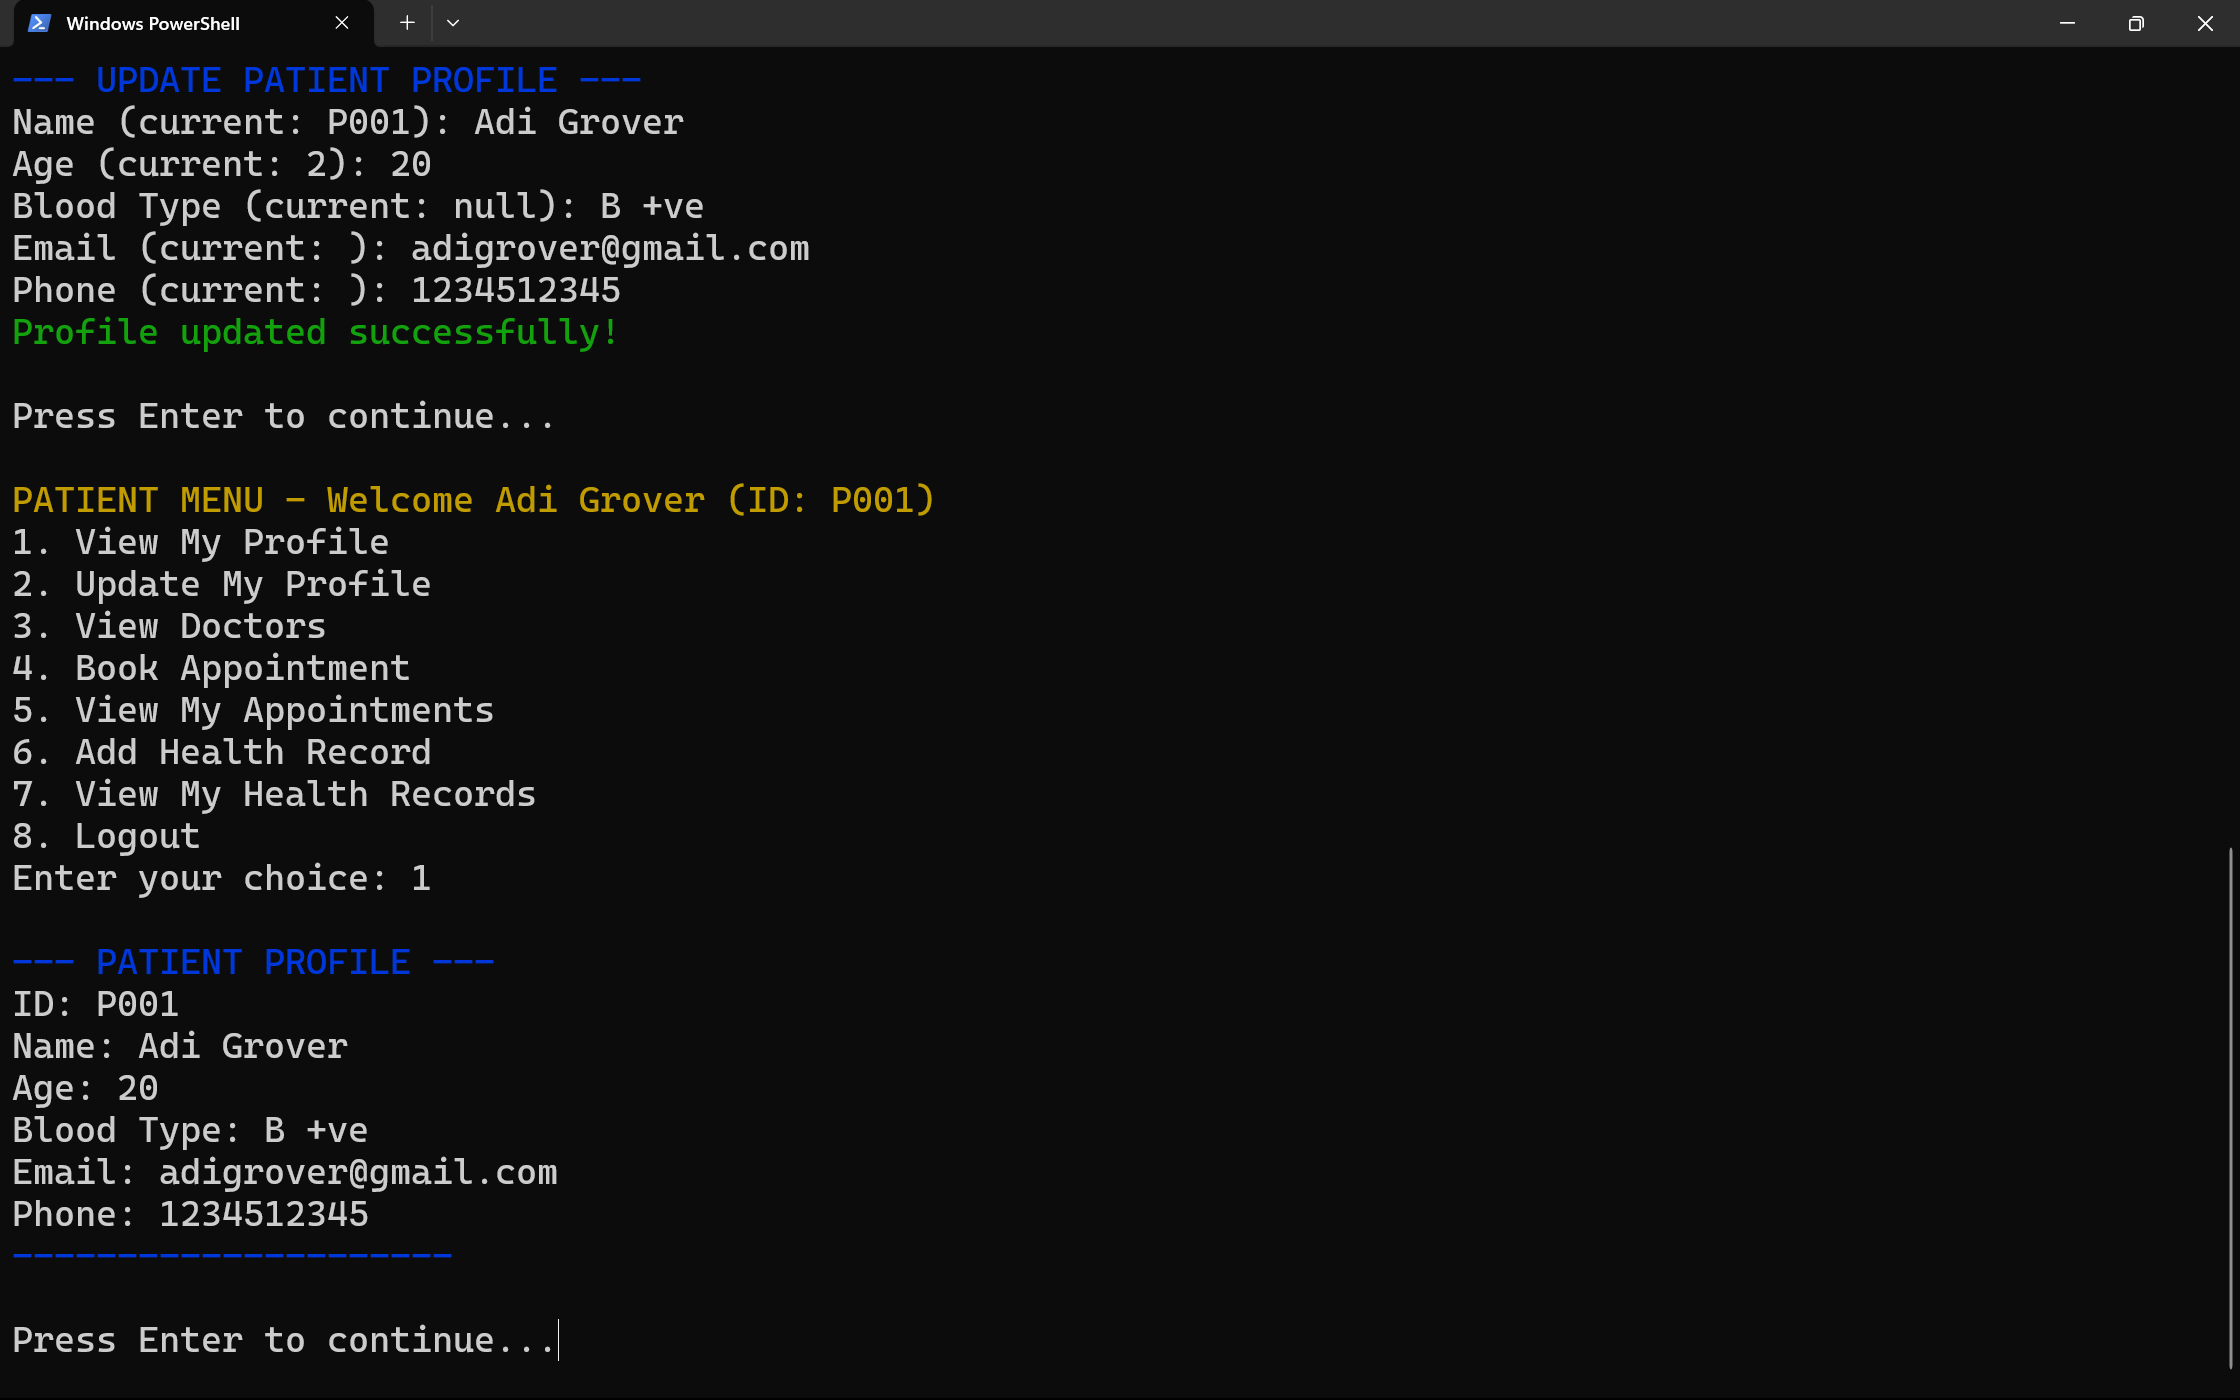 Windows PowerShell
--- UPDATE PATIENT PROFILE ---
Name (current: P001): Adi Grover
Age (current: 2): 20
Blood Type (current: null): B +ve
Email (current: ): adigrover@gmail.com
Phone (current: ): 1234512345
Profile updated successfully!
Press Enter to continue...
PATIENT MENU - Welcome Adi Grover (ID: P001)
1. View My Profile
2. Update My Profile
3. View Doctors
4. Book Appointment
5. View My Appointments
6. Add Health Record
7. View My Health Records
8. Logout
Enter your choice: 1
--- PATIENT PROFILE ---
ID: P001
Name: Adi Grover
Age: 20
Blood Type: B +ve
Email: adigrover@gmail.com
Phone: 1234512345
---------------------
Press Enter to continue...